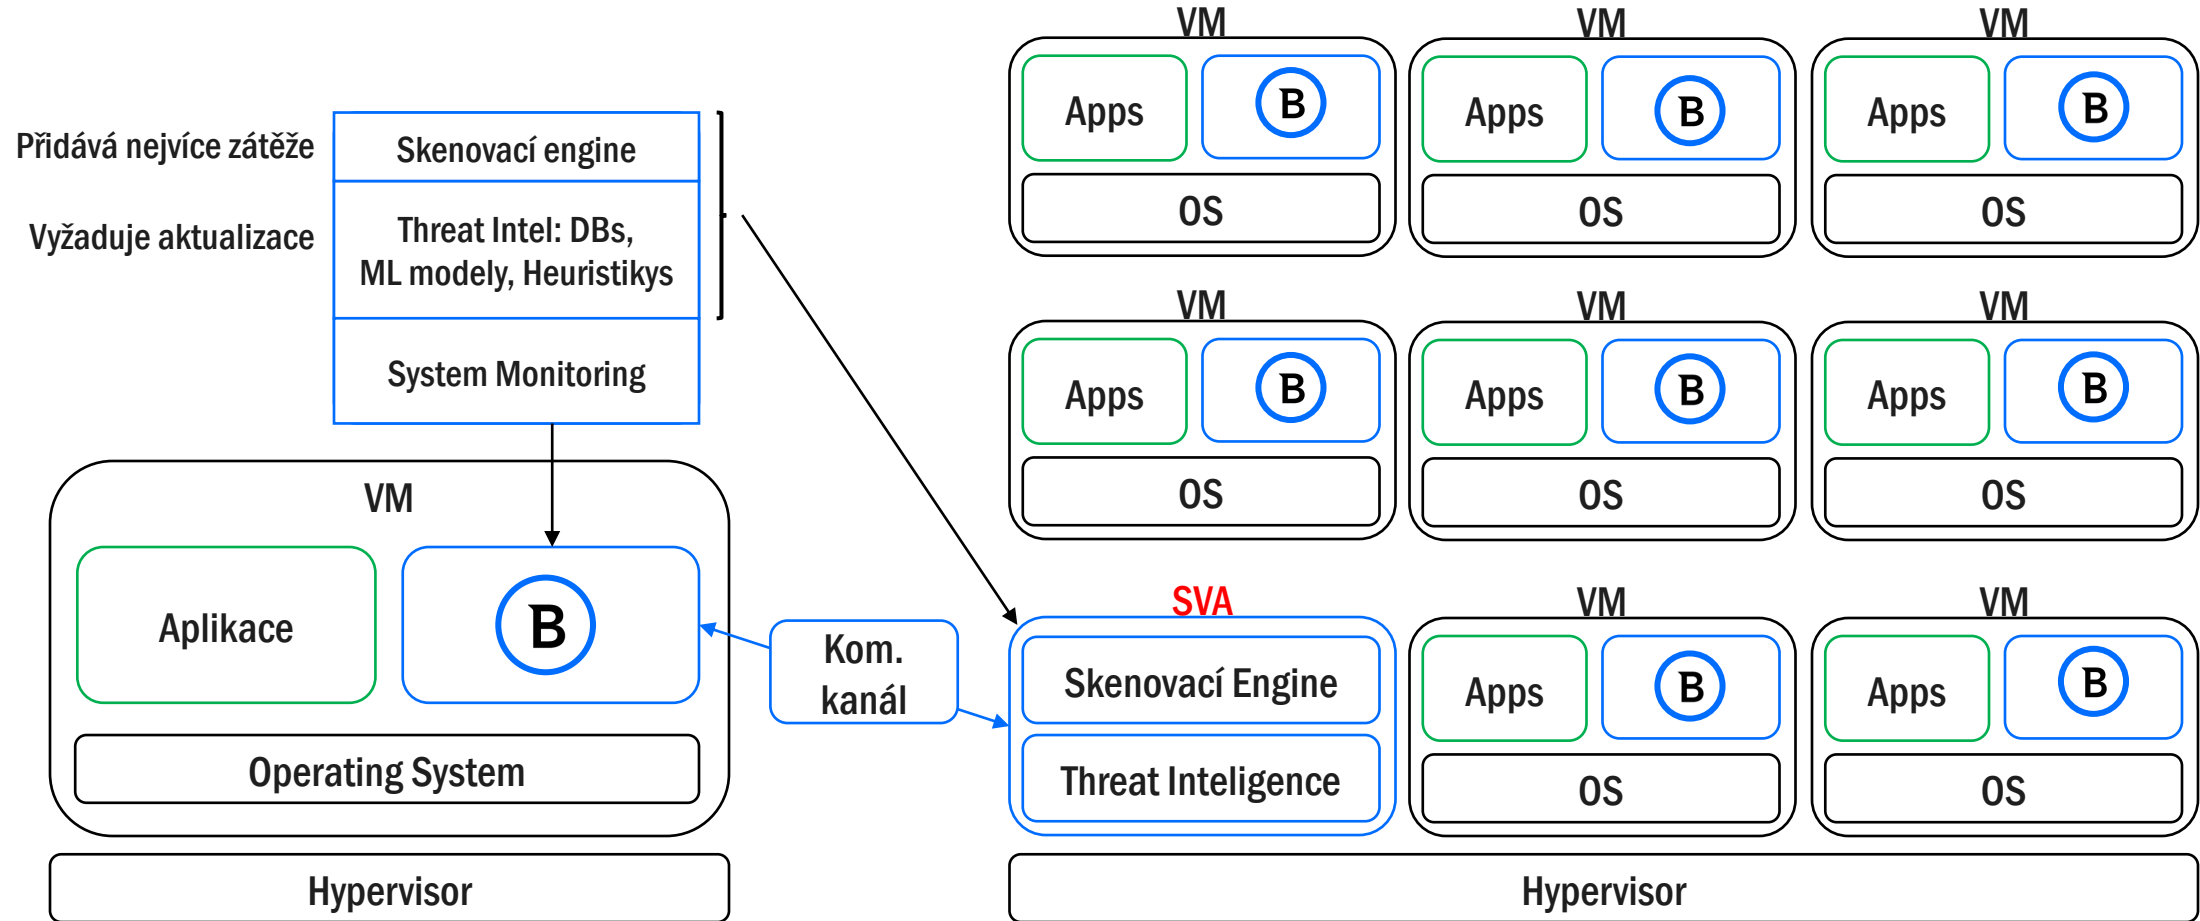 Přidává nejvíce zátěže
Vyžaduje aktualizace
Skenovací engine
Threat Intel: DBs,
ML modely, Heuristikys
System Monitoring
VM
Aplikace
B
Operating System
Hypervisor
Kom.
kanál
VM
Apps
B
OS
VM
Apps
B
OS
VM
Apps
B
OS
VM
Apps
B
OS
VM
Apps
B
OS
VM
Apps
B
OS
SVA
Skenovací Engine
Threat Inteligence
VM
Apps
B
OS
VM
Apps
B
OS
Hypervisor